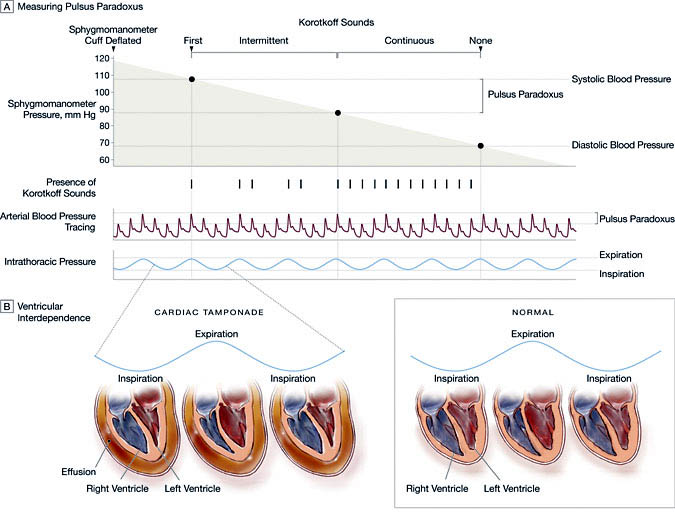 A Measuring Pulsus Paradoxus
Korotkoff Sounds
Sphygmomanometer
Cuff Deflated
First
Intermittent
Continuous
None
120
110
100
90
80
70
60
Sphygmomanometer
Pressure, mm Hg
Systolic Blood Pressure
Pulsus Paradoxus
Diastolic Blood Pressure
Presence of
Korotkoff Sounds
Arterial Blood Pressure
Tracing
Pulsus Paradoxus
Intrathoracic Pressure
Expiration
Inspiration
B Ventricular
Interdependence
CARDIAC TAMPONADE
Expiration
Inspiration
Inspiration
Effusion
Right Ventricle
Left Ventricle
NORMAL
Expiration
Inspiration
Inspiration
Right Ventricle
Left Ventricle